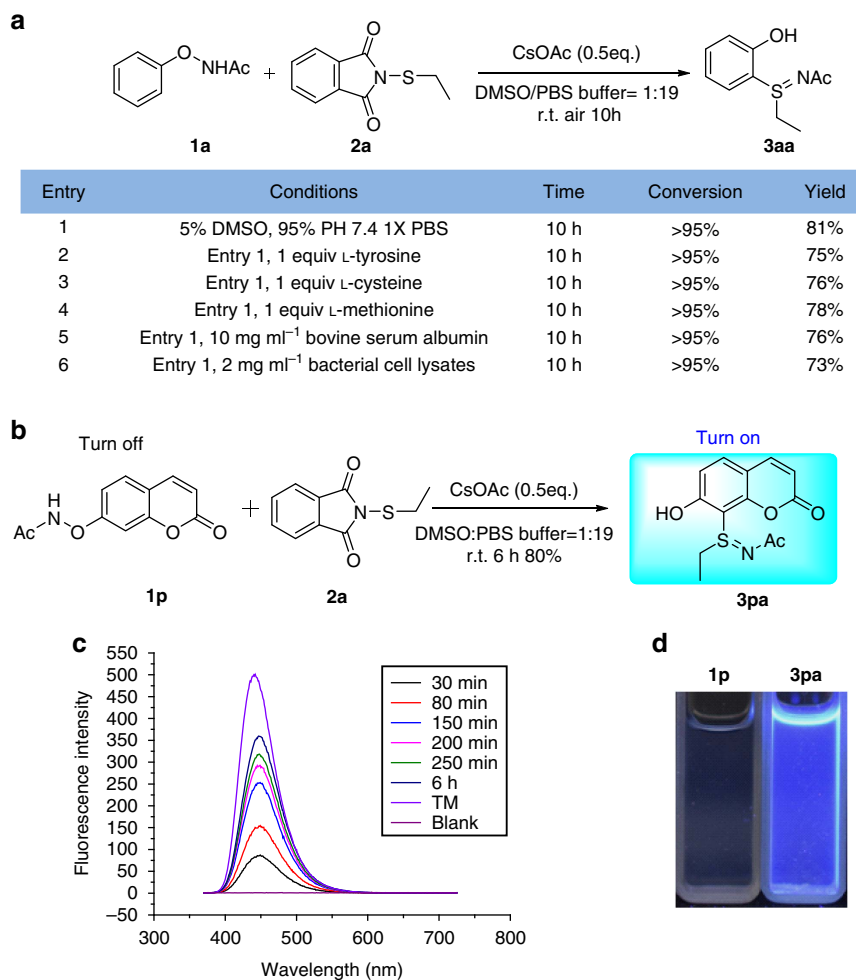 a
O
NHAc
1a
+
O
N
S
O
2a
CsOAc (0.5eq.)
DMSO/PBS buffer= 1:19
r.t. air 10h
OH
NAc
S
3aa
Entry Conditions Time Conversion Yield
1 5% DMSO, 95% PH 7.4 1X PBS 10 h >95% 81%
2 Entry 1, 1 equiv L-tyrosine 10 h >95% 75%
3 Entry 1, 1 equiv L-cysteine 10 h >95% 76%
4 Entry 1, 1 equiv L-methionine 10 h >95% 78%
5 Entry 1, 10 mg ml⁻¹ bovine serum albumin 10 h >95% 76%
6 Entry 1, 2 mg ml⁻¹ bacterial cell lysates 10 h >95% 73%
b
Turn off
H
N
Ac
O
O
O
1p
+
O
N
S
O
2a
CsOAc (0.5eq.)
DMSO:PBS buffer=1:19
r.t. 6 h 80%
Turn on
HO
O
O
S
N
Ac
3pa
c
Fluorescence intensity
550
500
450
400
350
300
250
200
150
100
50
0
–50
300 400 500 600 700 800
Wavelength (nm)
30 min
80 min
150 min
200 min
250 min
6 h
TM
Blank
d
1p 3pa